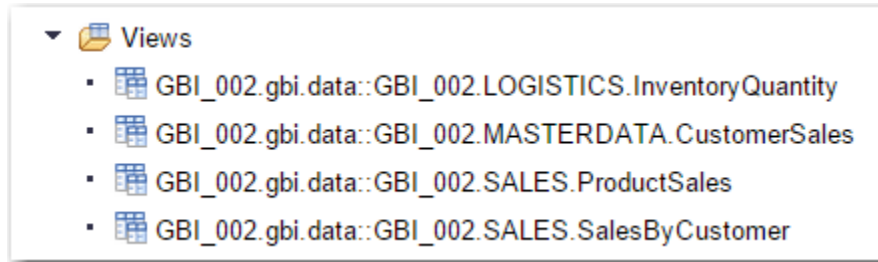 Views
GBI_002.gbi.data::GBI_002.LOGISTICS.InventoryQuantity
GBI_002.gbi.data::GBI_002.MASTERDATA.CustomerSales
GBI_002.gbi.data::GBI_002.SALES.ProductSales
GBI_002.gbi.data::GBI_002.SALES.SalesByCustomer